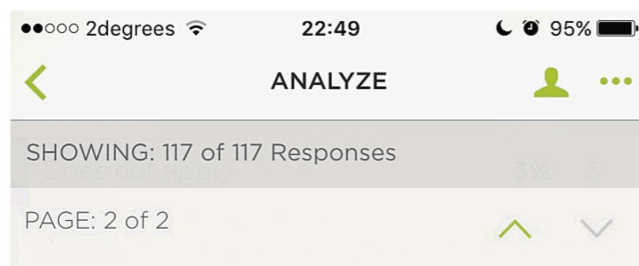 2degrees 22:49 95%
ANALYZE
SHOWING: 117 of 117 Responses
Does not apply 3% 3
PAGE: 2 of 2